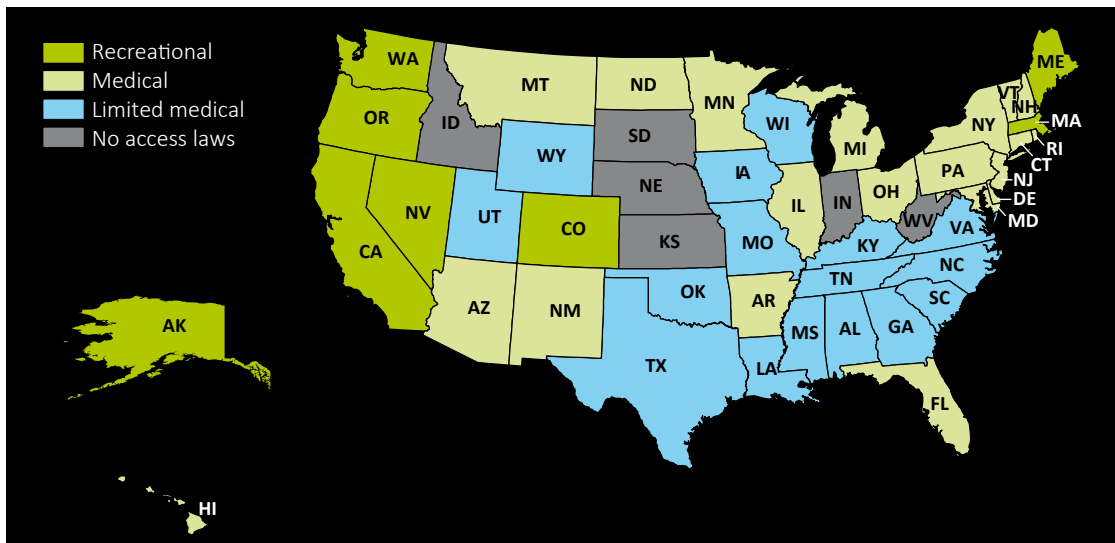 Recreational
Medical
Limited medical
No access laws
WA
MT
ND
MN
VT
NH
ME
OR
ID
SD
WI
MI
NY
MA
RI
CT
WY
NE
IA
PA
NJ
DE
MD
NV
UT
CO
KS
IL
IN
OH
WV
VA
CA
MO
KY
AZ
NM
OK
AR
TN
NC
SC
AK
TX
LA
MS
AL
GA
FL
HI